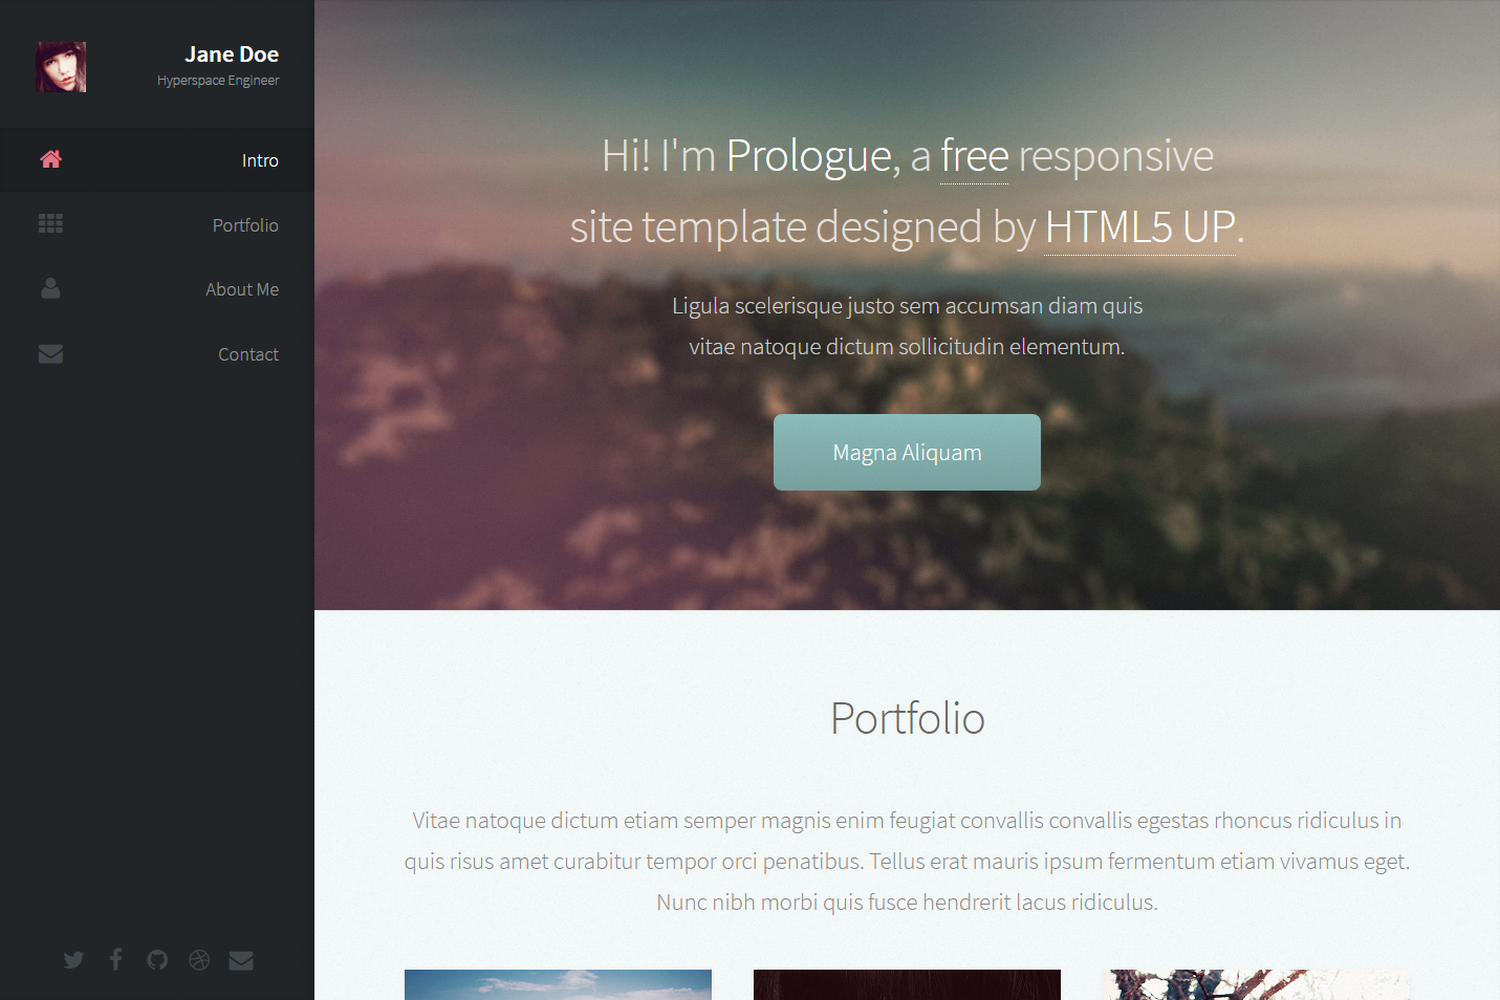 Jane Doe
Hyperspace Engineer
Intro
Portfolio
About Me
Contact
Hi! I'm Prologue, a free responsive
site template designed by HTML5 UP.
Ligula scelerisque justo sem accumsan diam quis
vitae natoque dictum sollicitudin elementum.
Magna Aliquam
Portfolio
Vitae natoque dictum etiam semper magnis enim feugiat convallis convallis egestas rhoncus ridiculus in
quis risus amet curabitur tempor orci penatibus. Tellus erat mauris ipsum fermentum etiam vivamus eget.
Nunc nibh morbi quis fusce hendrerit lacus ridiculus.